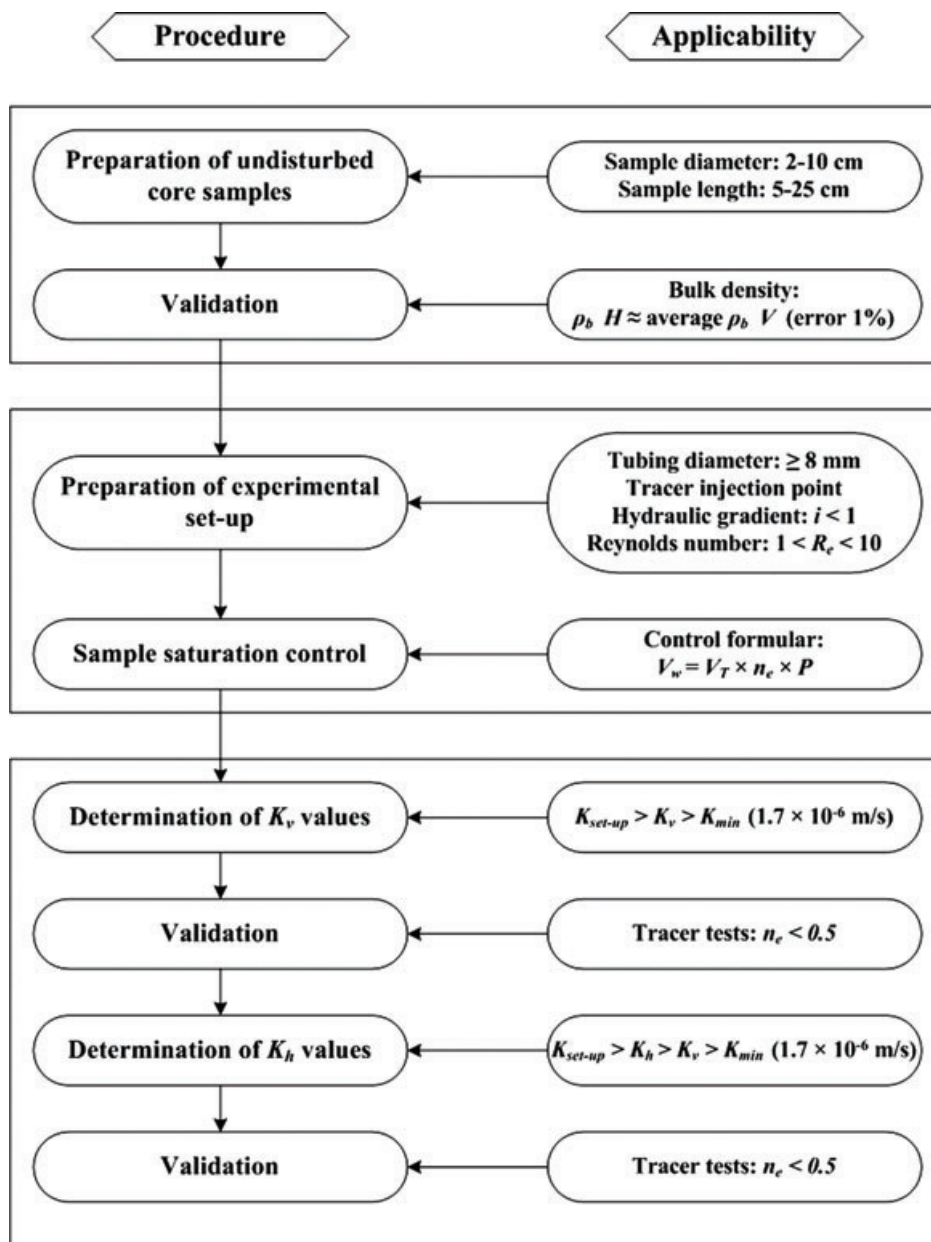 Procedure
Applicability
Preparation of undisturbed
core samples
Sample diameter: 2-10 cm
Sample length: 5-25 cm
Validation
Bulk density:
ρb H ≈ average ρb V (error 1%)
Preparation of experimental
set-up
Tubing diameter: ≥ 8 mm
Tracer injection point
Hydraulic gradient: i < 1
Reynolds number: 1 < Re < 10
Sample saturation control
Control formular:
Vw = VT × ne × P
Determination of Kv values
Kset-up > Kv > Kmin (1.7 × 10⁻⁶ m/s)
Validation
Tracer tests: ne < 0.5
Determination of Kh values
Kset-up > Kh > Kv > Kmin (1.7 × 10⁻⁶ m/s)
Validation
Tracer tests: ne < 0.5